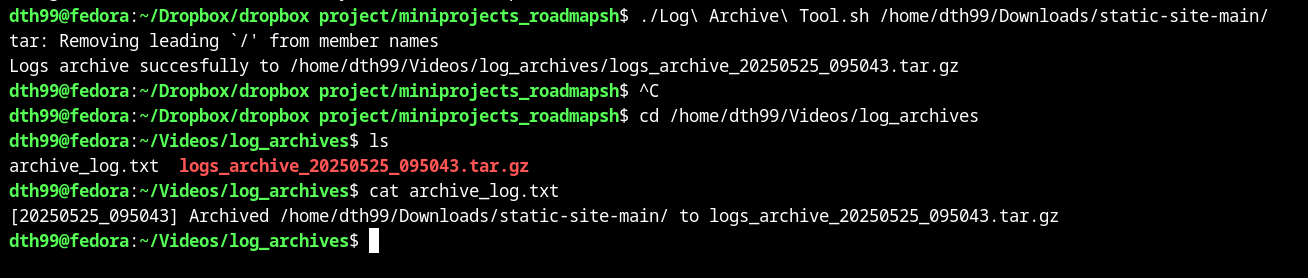 dth99@fedora:~/Dropbox/dropbox project/miniprojects_roadmapsh$ ./Log\ Archive\ Tool.sh /home/dth99/Downloads/static-site-main/
tar: Removing leading `/' from member names
Logs archive succesfully to /home/dth99/Videos/log_archives/logs_archive_20250525_095043.tar.gz
dth99@fedora:~/Dropbox/dropbox project/miniprojects_roadmapsh$ ^C
dth99@fedora:~/Dropbox/dropbox project/miniprojects_roadmapsh$ cd /home/dth99/Videos/log_archives
dth99@fedora:~/Videos/log_archives$ ls
archive_log.txt  logs_archive_20250525_095043.tar.gz
dth99@fedora:~/Videos/log_archives$ cat archive_log.txt
[20250525_095043] Archived /home/dth99/Downloads/static-site-main/ to logs_archive_20250525_095043.tar.gz
dth99@fedora:~/Videos/log_archives$